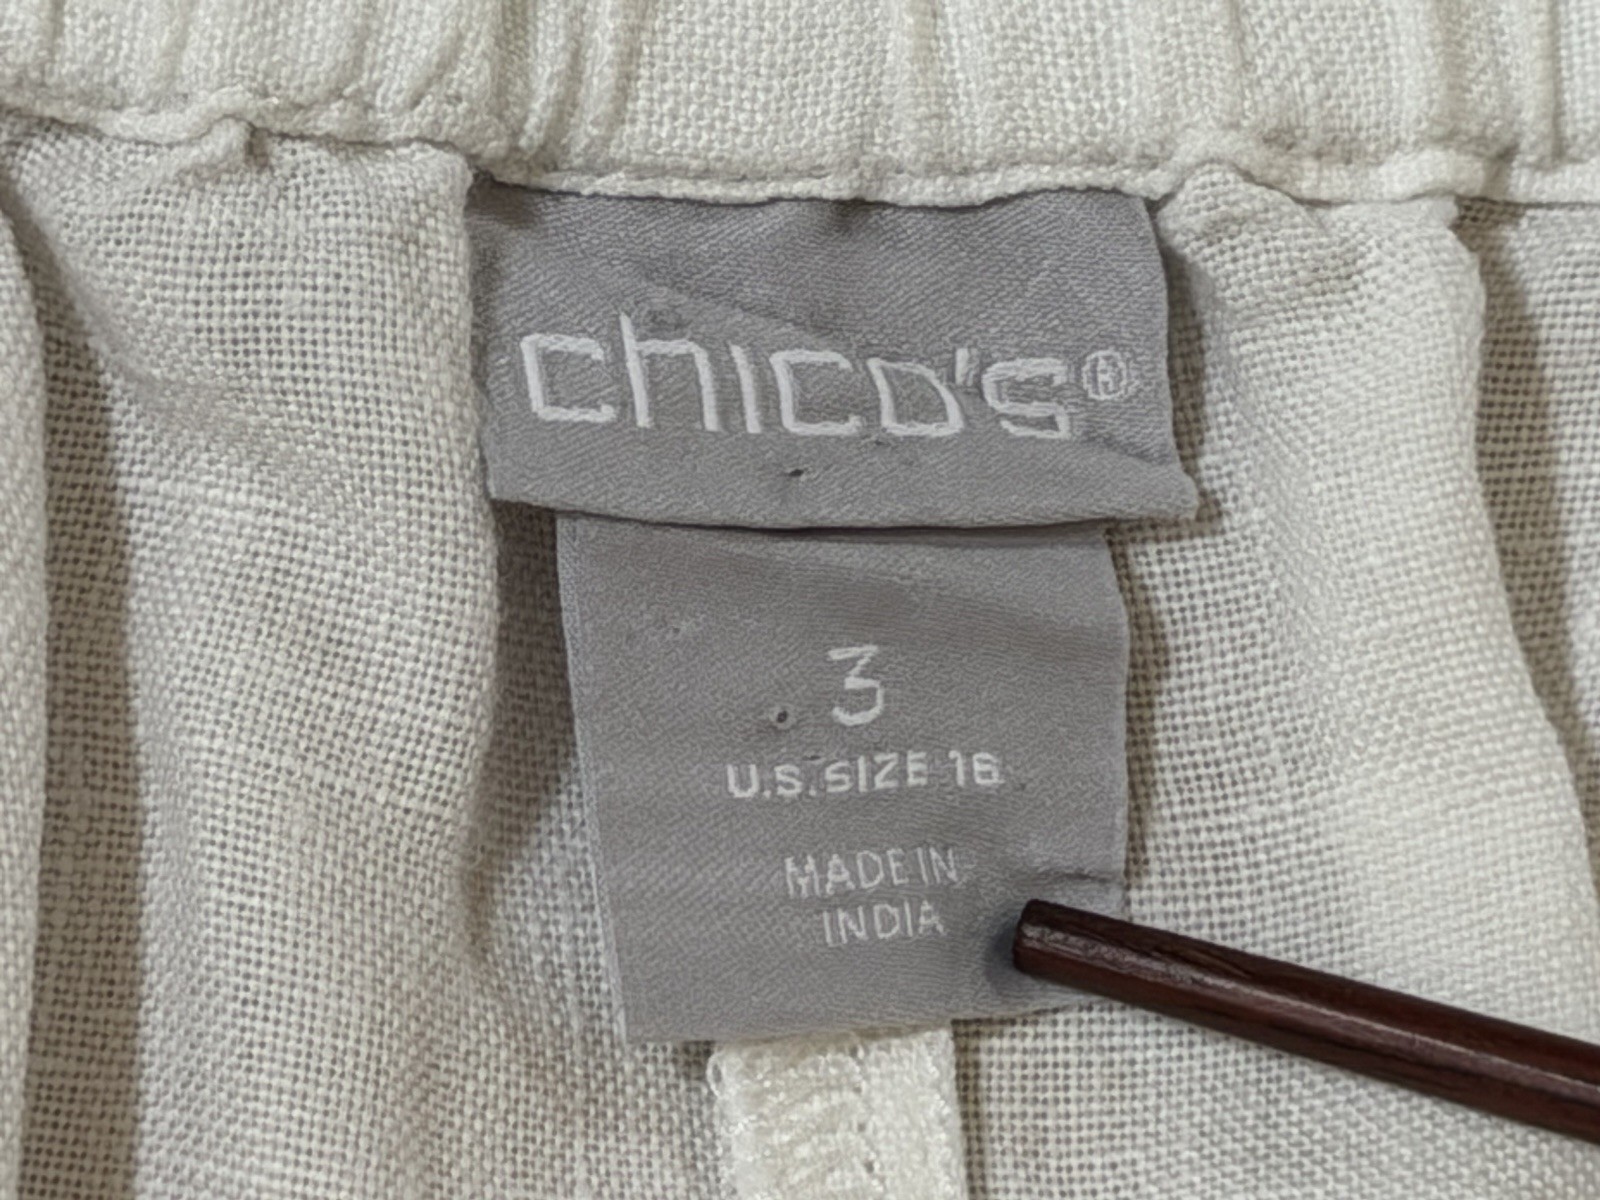 chico's®
3
U.S. SIZE 16
MADE IN
INDIA